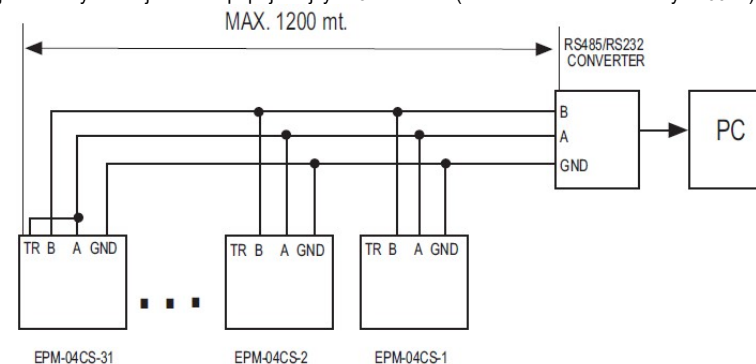 MAX. 1200 mt.
RS485/RS232
CONVERTER
B
A
GND
PC
TR B A GND
TR B A GND
TR B A GND
EPM-04CS-31
EPM-04CS-2
EPM-04CS-1